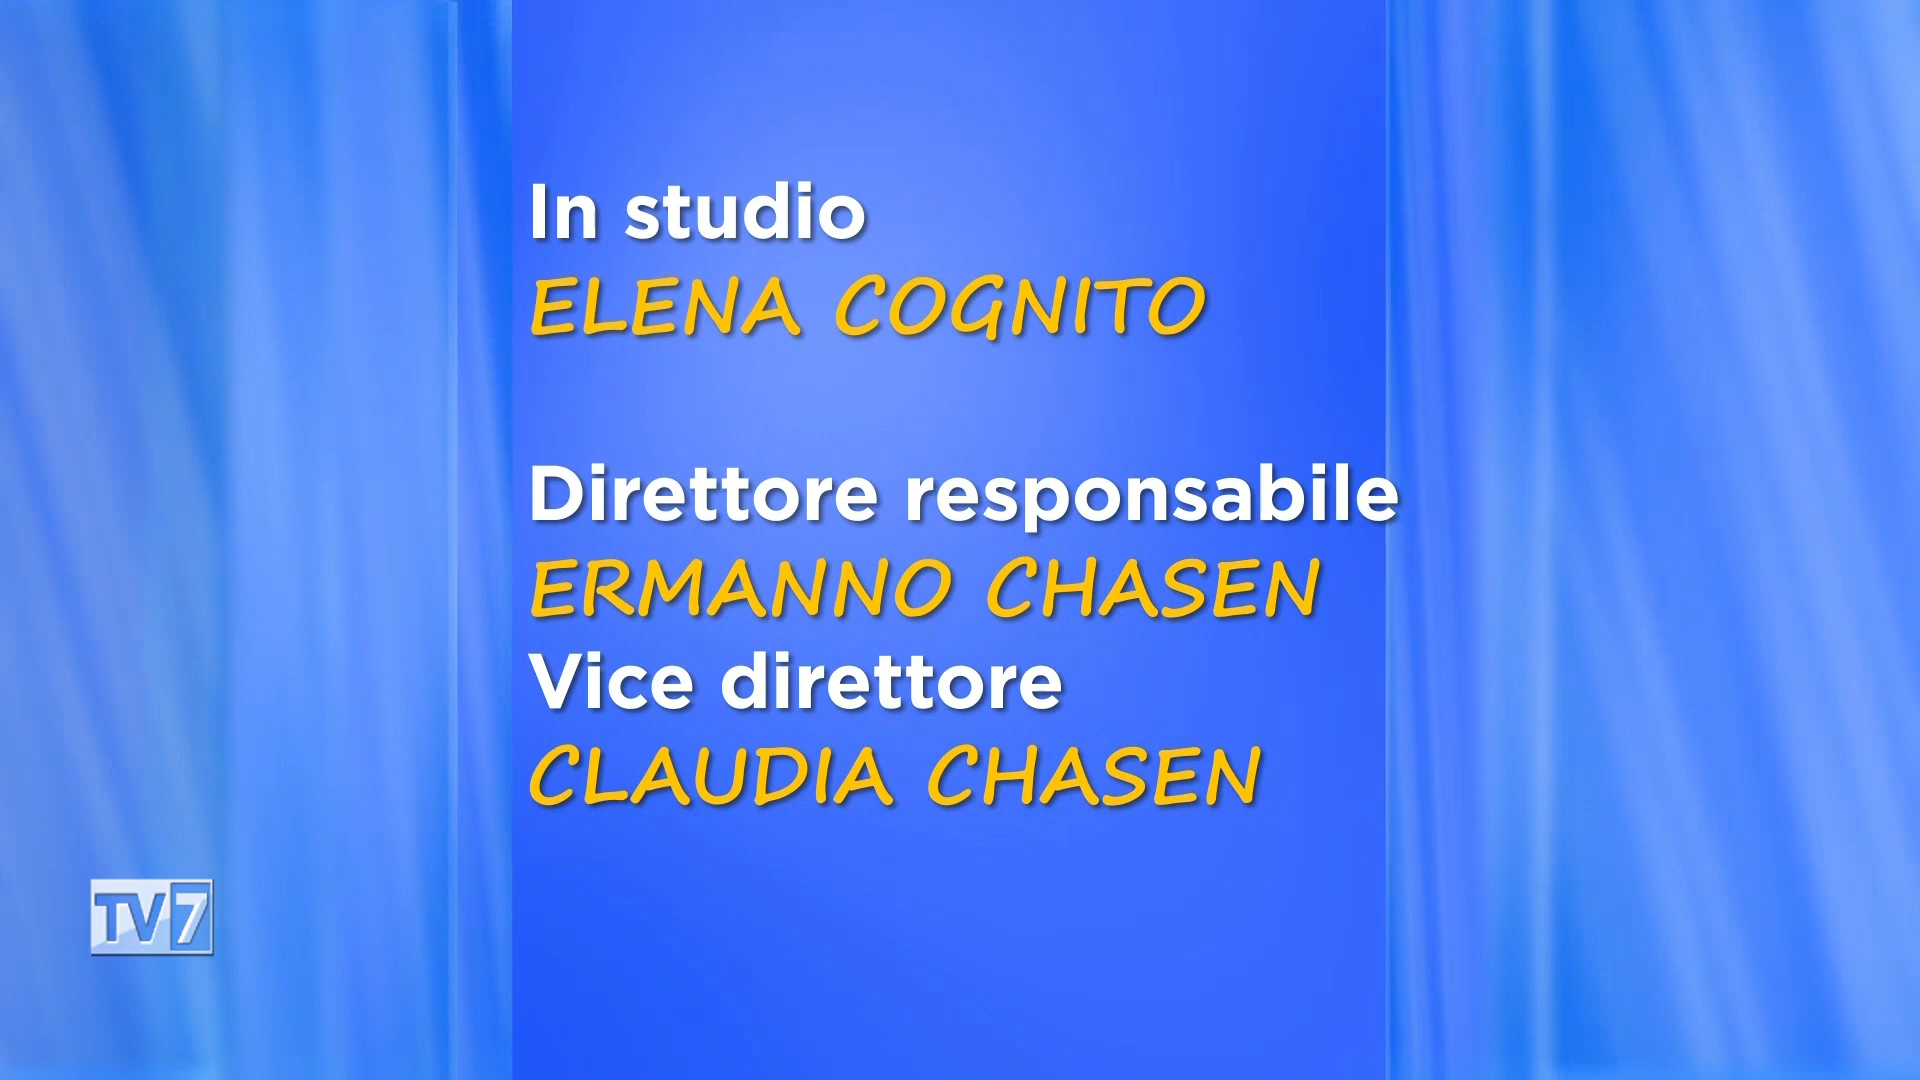 In studio
ELENA COGNITO
Direttore responsabile
ERMANNO CHASEN
Vice direttore
CLAUDIA CHASEN
TV7